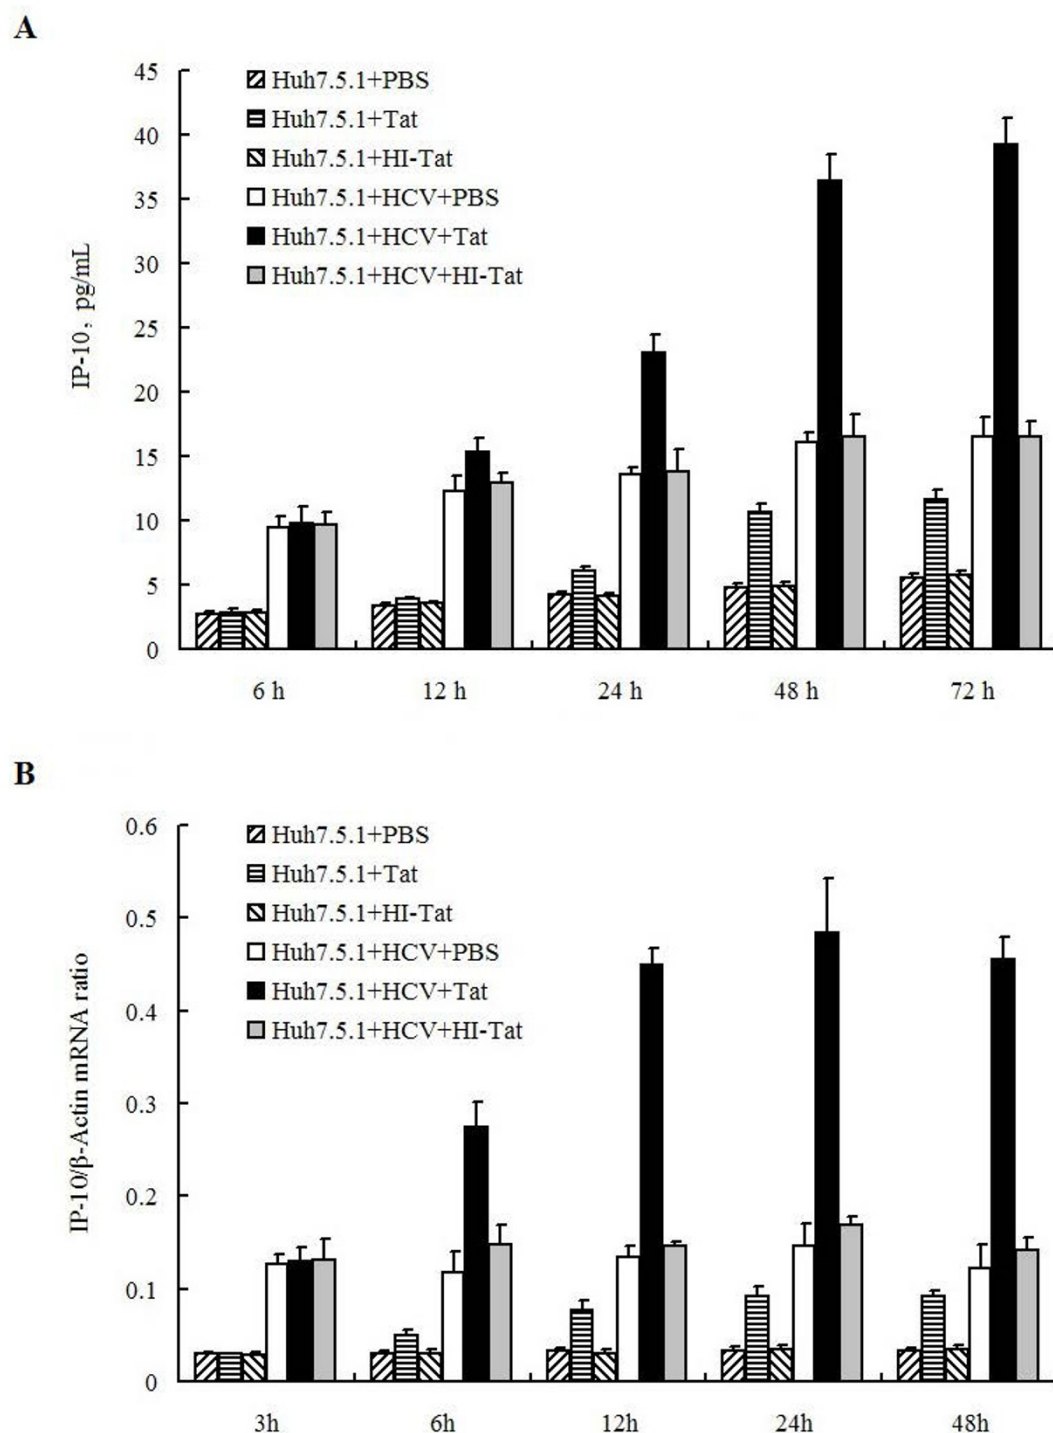 A
45
40
35
30
25
20
15
10
5
0
IP-10, pg/mL
Huh7.5.1+PBS
Huh7.5.1+Tat
Huh7.5.1+HI-Tat
Huh7.5.1+HCV+PBS
Huh7.5.1+HCV+Tat
Huh7.5.1+HCV+HI-Tat
6 h 12 h 24 h 48 h 72 h
B
0.6
0.5
0.4
0.3
0.2
0.1
0
IP-10/β-Actin mRNA ratio
Huh7.5.1+PBS
Huh7.5.1+Tat
Huh7.5.1+HI-Tat
Huh7.5.1+HCV+PBS
Huh7.5.1+HCV+Tat
Huh7.5.1+HCV+HI-Tat
3h 6h 12h 24h 48h